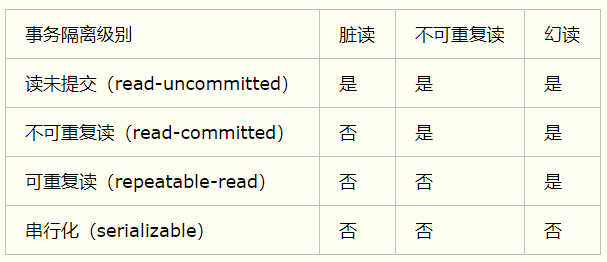 事务隔离级别 脏读 不可重复读 幻读
读未提交（read-uncommitted） 是 是 是
不可重复读（read-committed） 否 是 是
可重复读（repeatable-read） 否 否 是
串行化（serializable） 否 否 否